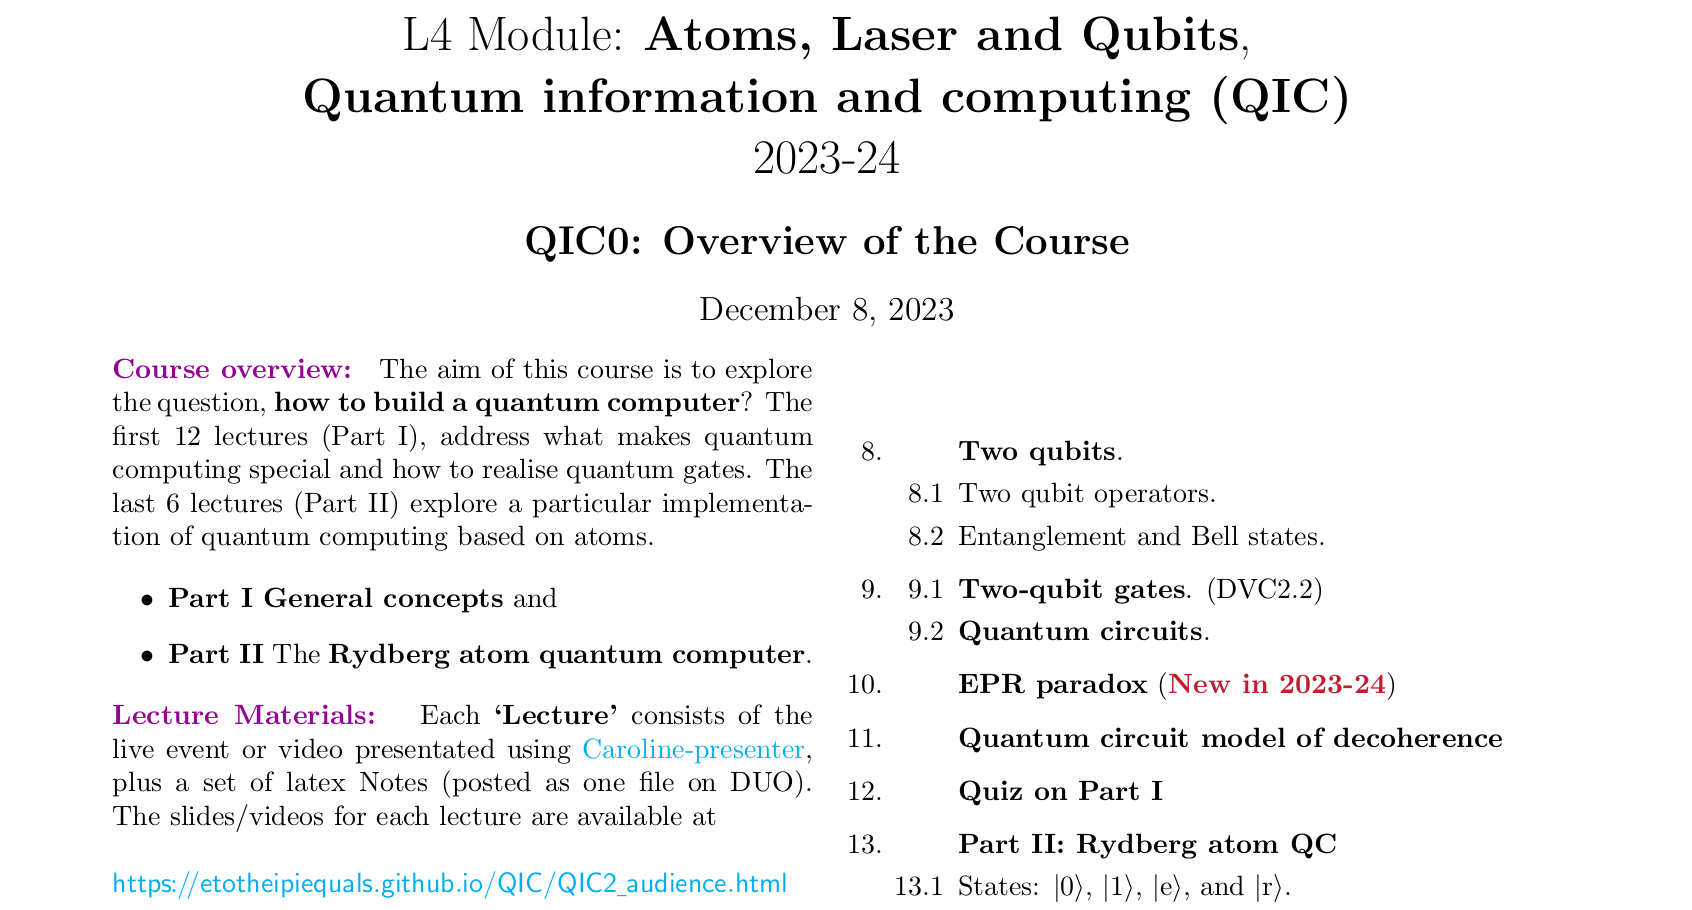 L4 Module: Atoms, Laser and Qubits,
Quantum information and computing (QIC)
2023-24
QIC0: Overview of the Course
December 8, 2023
Course overview: The aim of this course is to explore
the question, how to build a quantum computer? The
first 12 lectures (Part I), address what makes quantum
computing special and how to realise quantum gates. The
last 6 lectures (Part II) explore a particular implementa-
tion of quantum computing based on atoms.
• Part I General concepts and
• Part II The Rydberg atom quantum computer.
Lecture Materials: Each ‘Lecture’ consists of the
live event or video presentated using Caroline-presenter,
plus a set of latex Notes (posted as one file on DUO).
The slides/videos for each lecture are available at
https://etotheipiequals.github.io/QIC/QIC2_audience.html
8. Two qubits.
8.1 Two qubit operators.
8.2 Entanglement and Bell states.
9. 9.1 Two-qubit gates. (DVC2.2)
9.2 Quantum circuits.
10. EPR paradox (New in 2023-24)
11. Quantum circuit model of decoherence
12. Quiz on Part I
13. Part II: Rydberg atom QC
13.1 States: |0⟩, |1⟩, |e⟩, and |r⟩.